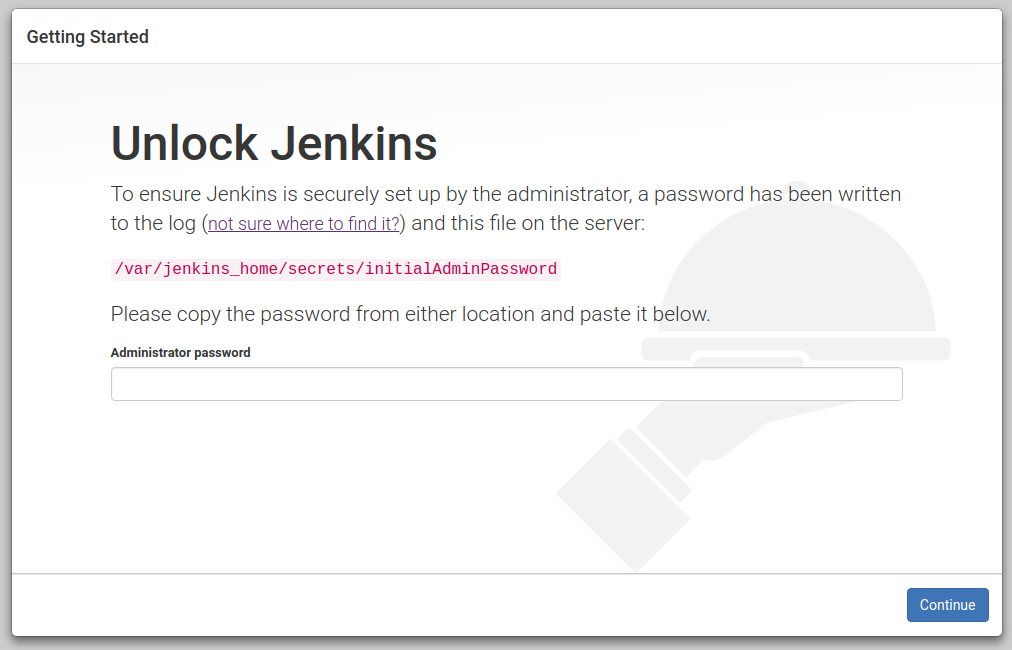 Getting Started
Unlock Jenkins
To ensure Jenkins is securely set up by the administrator, a password has been written
to the log (not sure where to find it?) and this file on the server:
/var/jenkins_home/secrets/initialAdminPassword
Please copy the password from either location and paste it below.
Administrator password
Continue